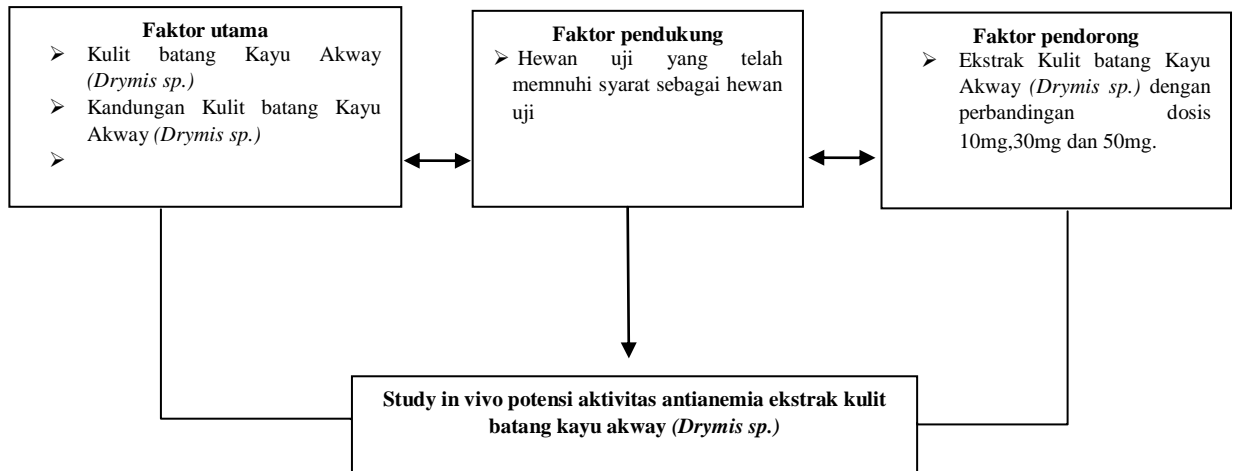 Faktor utama
➢ Kulit batang Kayu Akway
(Drymis sp.)
➢ Kandungan Kulit batang Kayu
Akway (Drymis sp.)
➢
Faktor pendukung
➢ Hewan uji yang telah
memnuhi syarat sebagai hewan
uji
Faktor pendorong
➢ Ekstrak Kulit batang Kayu
Akway (Drymis sp.) dengan
perbandingan dosis
10mg,30mg dan 50mg.
Study in vivo potensi aktivitas antianemia ekstrak kulit
batang kayu akway (Drymis sp.)